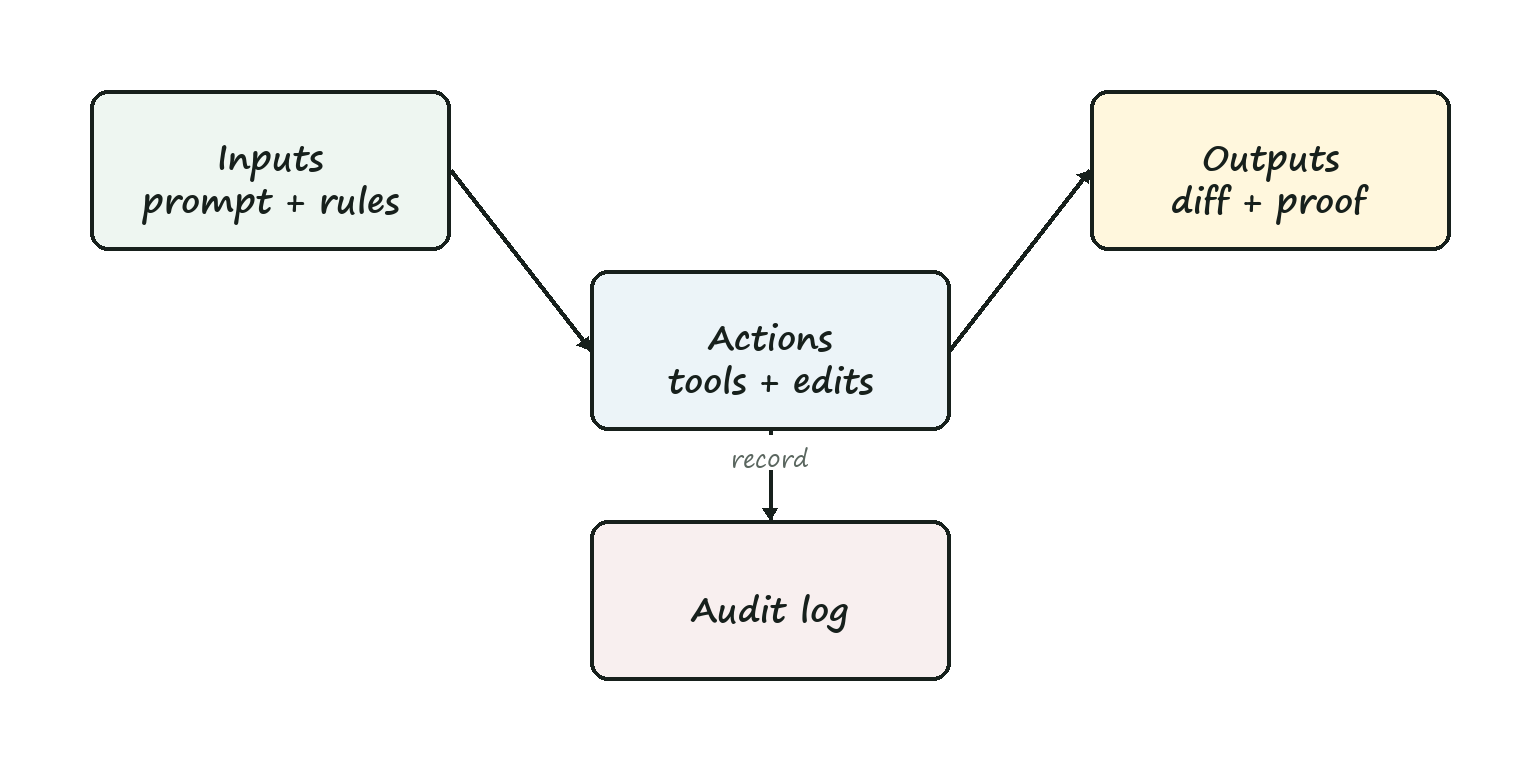 Inputs
prompt + rules
Outputs
diff + proof
Actions
tools + edits
record
Audit log